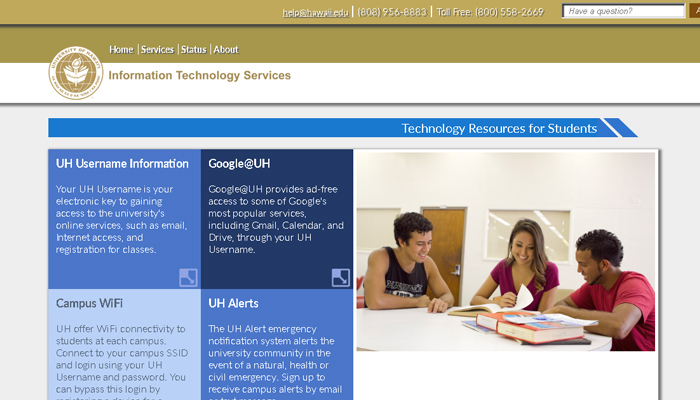 help@hawaii.edu | (808) 956-8883 | Toll Free: (800) 558-2669
Have a question?
Home | Services | Status | About
Information Technology Services
Technology Resources for Students
UH Username Information
Your UH Username is your
electronic key to gaining
access to the university's
online services, such as email,
Internet access, and
registration for classes.
Google@UH
Google@UH provides ad-free
access to some of Google's
most popular services,
including Gmail, Calendar, and
Drive, through your UH
Username.
Campus WiFi
UH offer WiFi connectivity to
students at each campus.
Connect to your campus SSID
and login using your UH
Username and password. You
can bypass this login by
UH Alerts
The UH Alert emergency
notification system alerts the
university community in the
event of a natural, health or
civil emergency. Sign up to
receive campus alerts by email